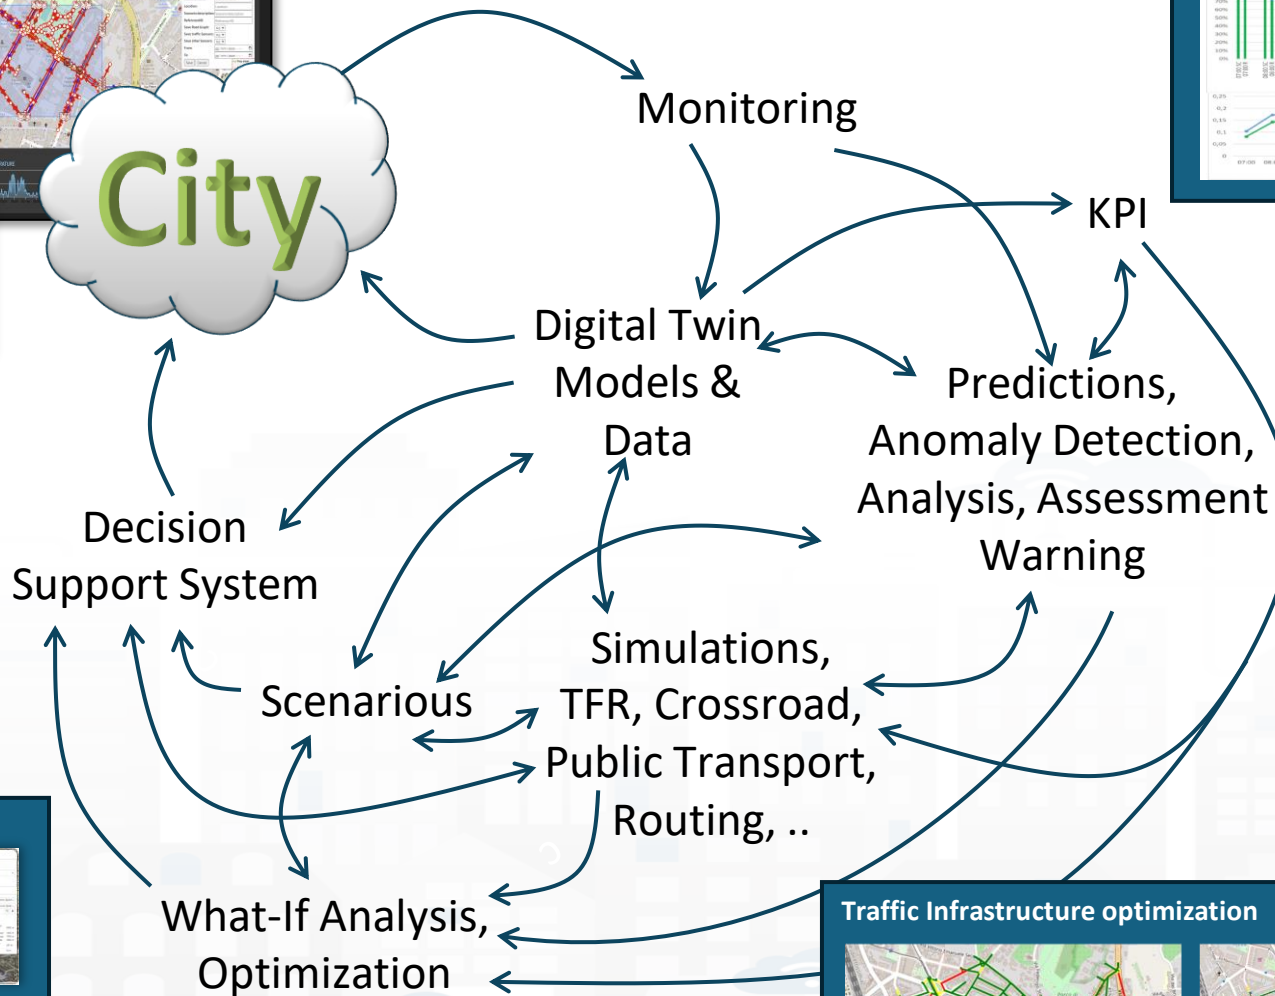 City
Monitoring
KPI
Digital Twin
Models &
Data
Predictions,
Anomaly Detection,
Analysis, Assessment
Warning
Decision
Support System
Simulations,
TFR, Crossroad,
Public Transport,
Routing, ..
Scenarious
What-If Analysis,
Optimization
Traffic Infrastructure optimization